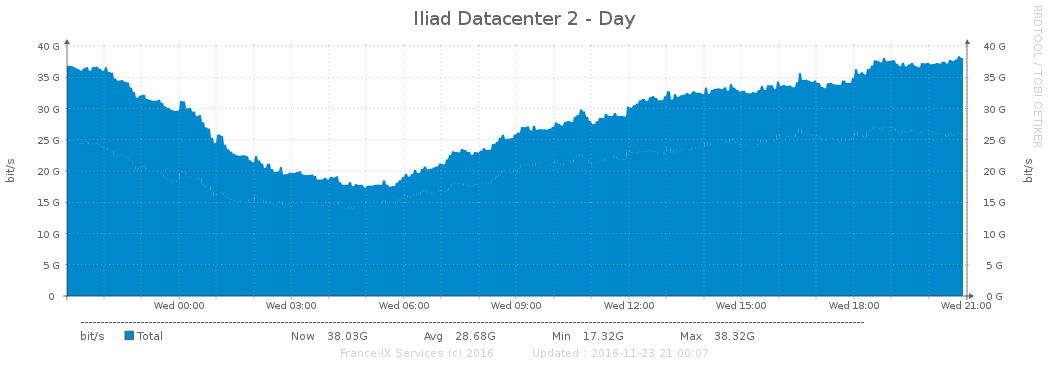 Iliad Datacenter 2 - Day
RRDTOOL / TOBI OETIKER
bit/s
40 G
35 G
30 G
25 G
20 G
15 G
10 G
5 G
0
40 G
35 G
30 G
25 G
20 G
15 G
10 G
5 G
0 G
bit/s
Wed 00:00 Wed 03:00 Wed 06:00 Wed 09:00 Wed 12:00 Wed 15:00 Wed 18:00 Wed 21:00
bit/s Total Now 38.03G Avg 28.68G Min 17.32G Max 38.32G
France-IX Services (c) 2016 Updated : 2016-11-23 21:00:07